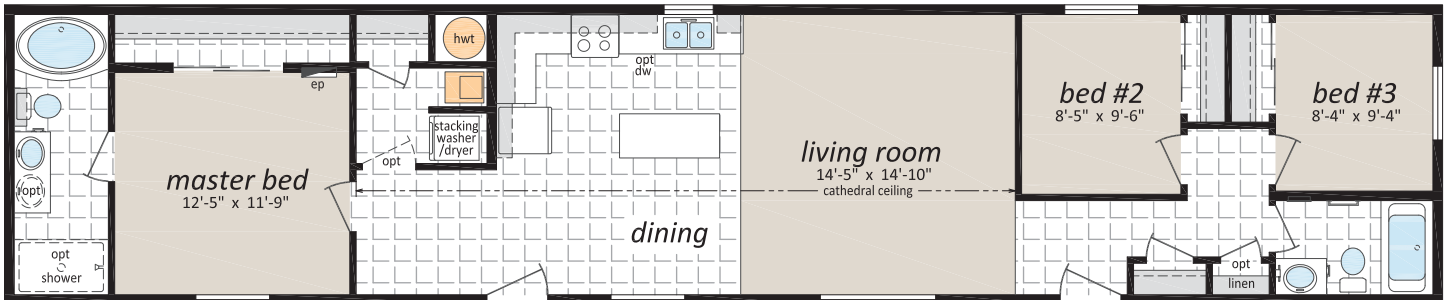 hwt
ep
opt
dw
bed #2
8'-5" x 9'-6"
bed #3
8'-4" x 9'-4"
stacking
washer
/dryer
opt
living room
14'-5" x 14'-10"
cathedral ceiling
master bed
12'-5" x 11'-9"
opt
dining
opt
shower
opt
linen